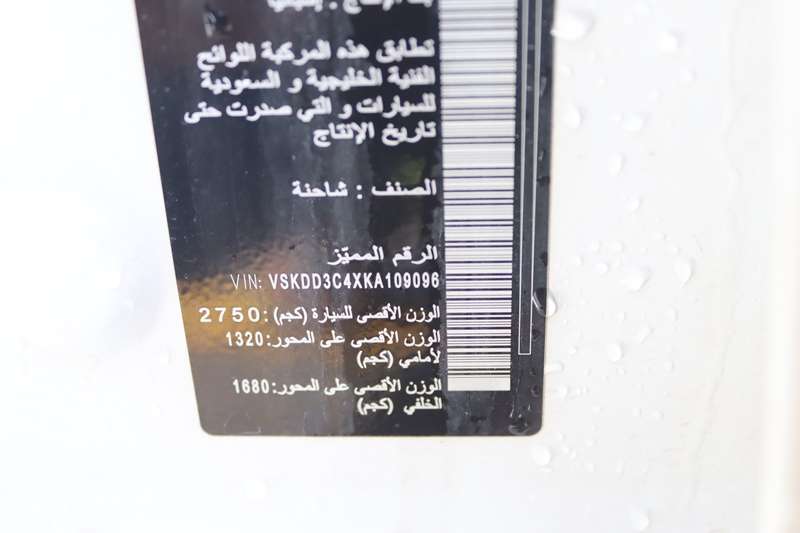 تطابق هذه المركبة اللوائح
الفنية الخليجية و السعودية
للسيارات و التي صدرت حتى
تاريخ الإنتاج
الصنف : شاحنة
الرقم المميّز
VIN: VSKDD3C4XKA109096
الوزن الأقصى للسيارة (كجم): 2750
الوزن الأقصى على المحور: 1320
لأمامي (كجم)
الوزن الأقصى على المحور: 1680
الخلفي (كجم)